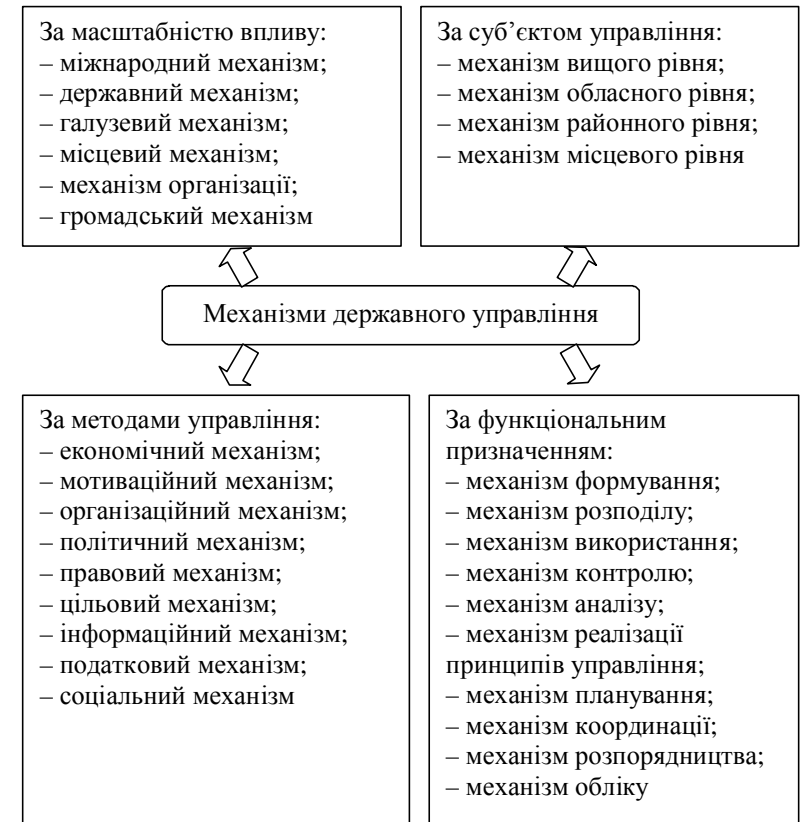 За масштабністю впливу:
– міжнародний механізм;
– державний механізм;
– галузевий механізм;
– місцевий механізм;
– механізм організації;
– громадський механізм
За суб’єктом управління:
– механізм вищого рівня;
– механізм обласного рівня;
– механізм районного рівня;
– механізм місцевого рівня
Механізми державного управління
За методами управління:
– економічний механізм;
– мотиваційний механізм;
– організаційний механізм;
– політичний механізм;
– правовий механізм;
– цільовий механізм;
– інформаційний механізм;
– податковий механізм;
– соціальний механізм
За функціональним
призначенням:
– механізм формування;
– механізм розподілу;
– механізм використання;
– механізм контролю;
– механізм аналізу;
– механізм реалізації
принципів управління;
– механізм планування;
– механізм координації;
– механізм розпорядництва;
– механізм обліку